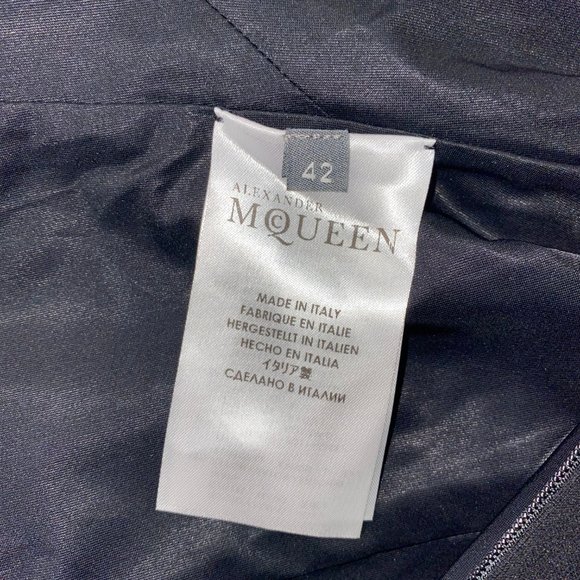 42
ALEXANDER
McQUEEN
MADE IN ITALY
FABRIQUE EN ITALIE
HERGESTELLT IN ITALIEN
HECHO EN ITALIA
イタリア製
СДЕЛАНО В ИТАЛИИ